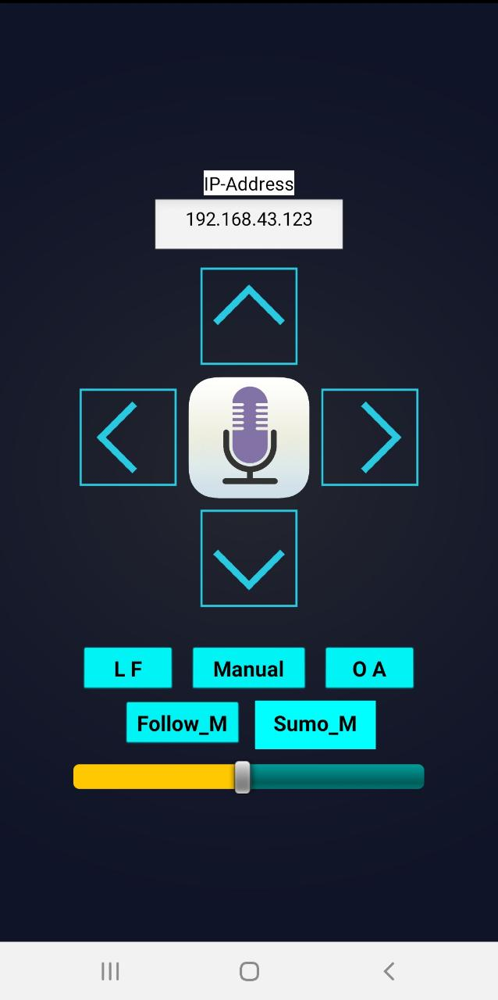 IP-Address
192.168.43.123
L F
Manual
O A
Follow_M
Sumo_M